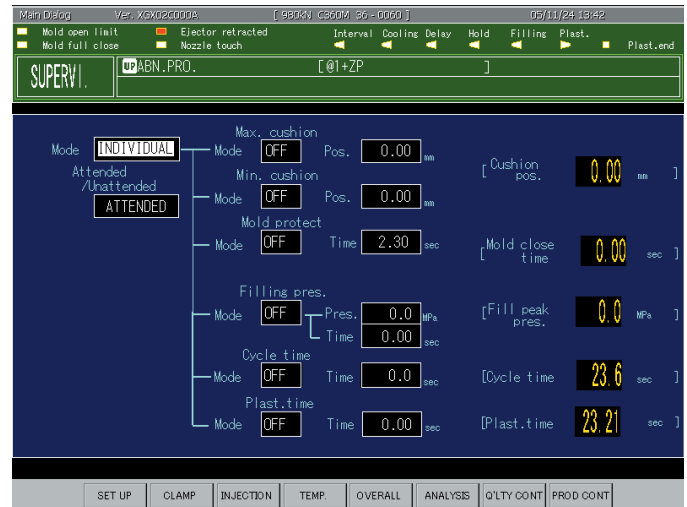 Main Dialog Ver. XGX02C000A [ 980kN C360M 36 - 0060 ] 05/11/24 13:42
Mold open limit Ejector retracted Interval Cooling Delay Hold Filling Plast.
Mold full close Nozzle touch Plast.end
SUPERVI. UP ABN.PRO. [@1+ZP ]
Max. cushion
Mode INDIVIDUAL Mode OFF Pos. 0.00 mm [Cushion pos. 0.00 mm ]
Attended /Unattended
ATTENDED
Min. cushion
Mode OFF Pos. 0.00 mm
Mold protect
Mode OFF Time 2.30 sec [Mold close time 0.00 sec ]
Filling pres.
Mode OFF Pres. 0.0 MPa [Fill peak pres. 0.0 MPa ]
Time 0.00 sec
Cycle time
Mode OFF Time 0.0 sec [Cycle time 23.6 sec ]
Plast.time
Mode OFF Time 0.00 sec [Plast.time 23.21 sec ]
SET UP CLAMP INJECTION TEMP. OVERALL ANALYSIS Q'LTY CONT PROD CONT